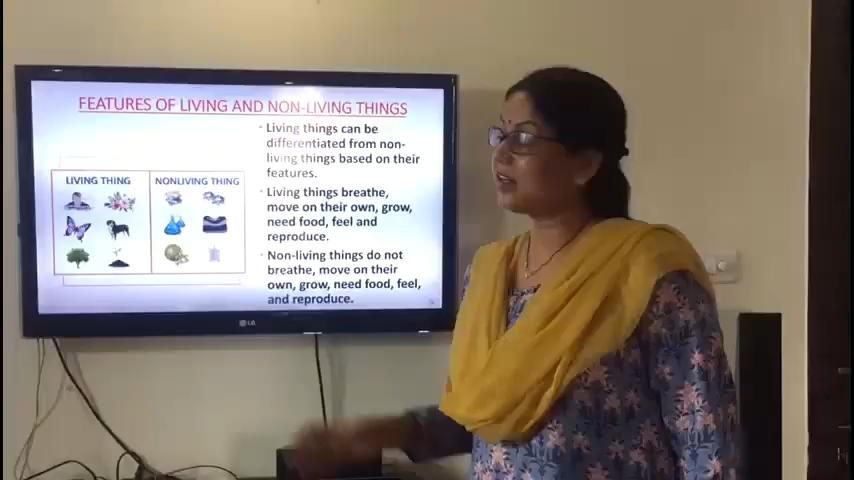 FEATURES OF LIVING AND NON-LIVING THINGS
LIVING THING
NONLIVING THING
• Living things can be
differentiated from non-
living things based on their
features.
• Living things breathe,
move on their own, grow,
need food, feel and
reproduce.
• Non-living things do not
breathe, move on their
own, grow, need food, feel,
and reproduce.
LG